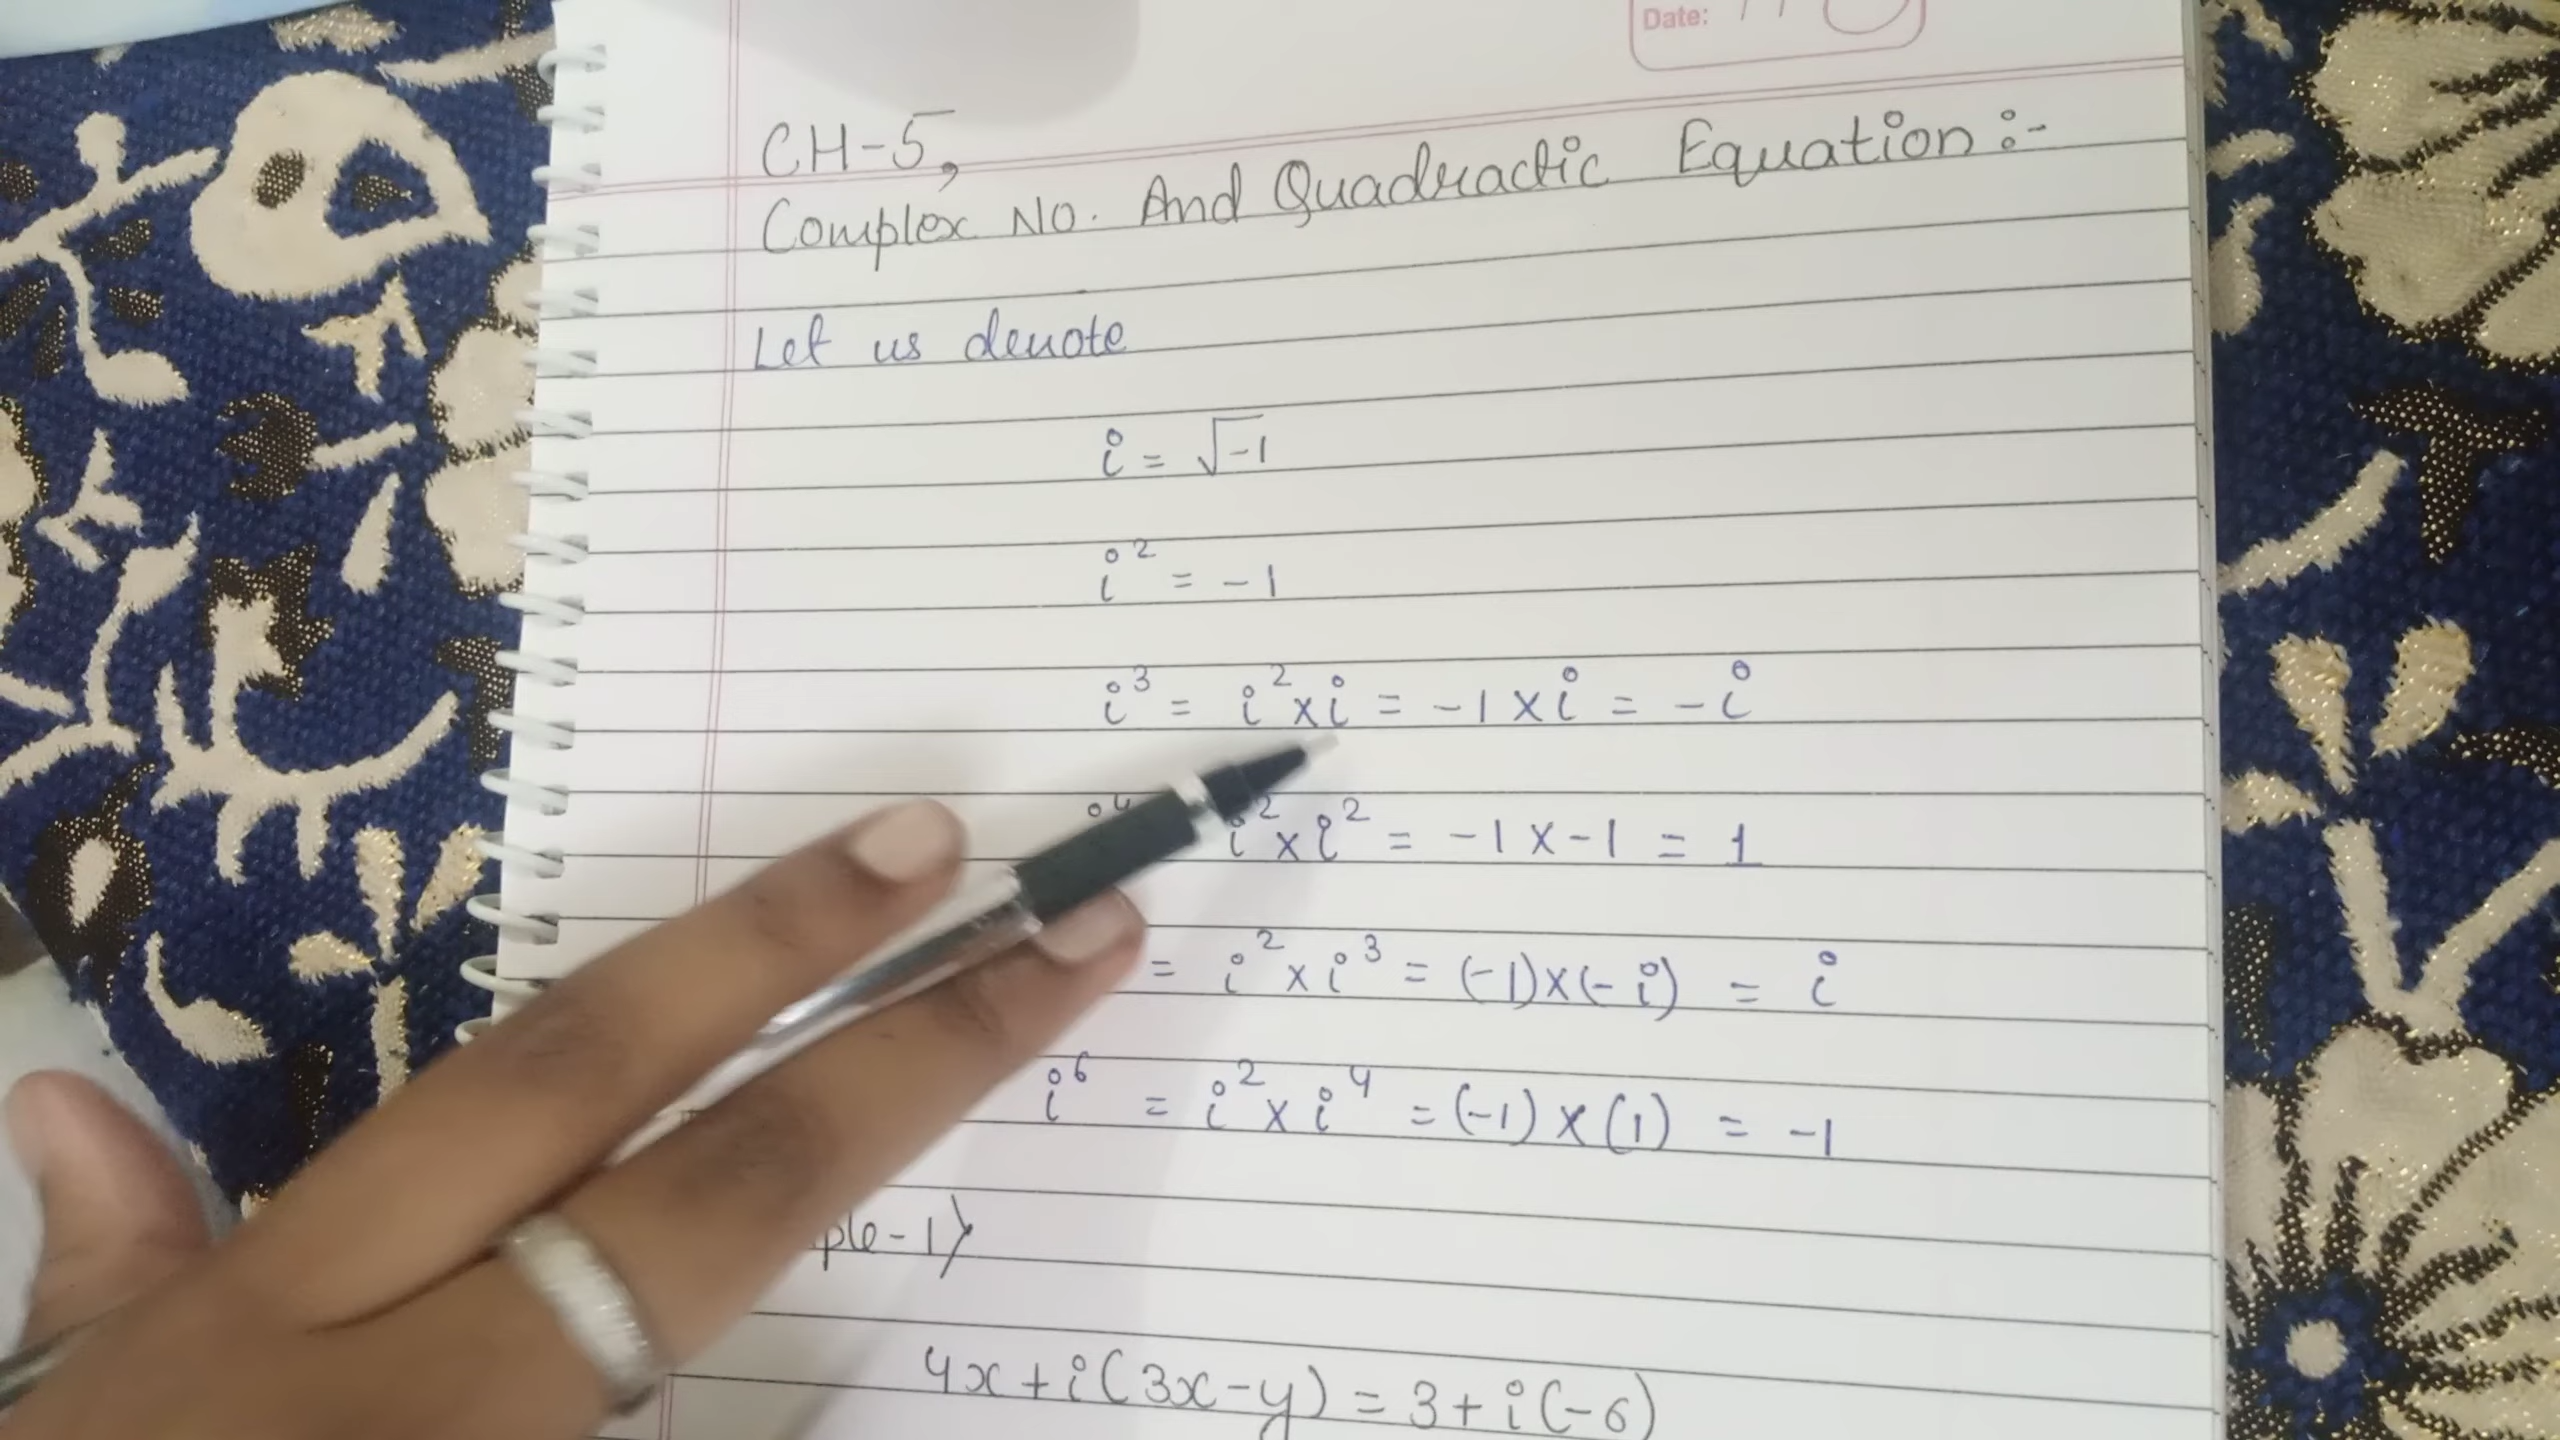 Date:
CH-5,
Complex No. And Quadractic Equation :-
Let us denote
i = √-1
i² = -1
i³ = i² x i = -1 x i = -i
i⁴ i² x i² = -1 x -1 = 1
= i² x i³ = (-1) x (-i) = i
i⁶ = i² x i⁴ = (-1) x (1) = -1
ple-1>
4x + i(3x - y) = 3 + i(-6)